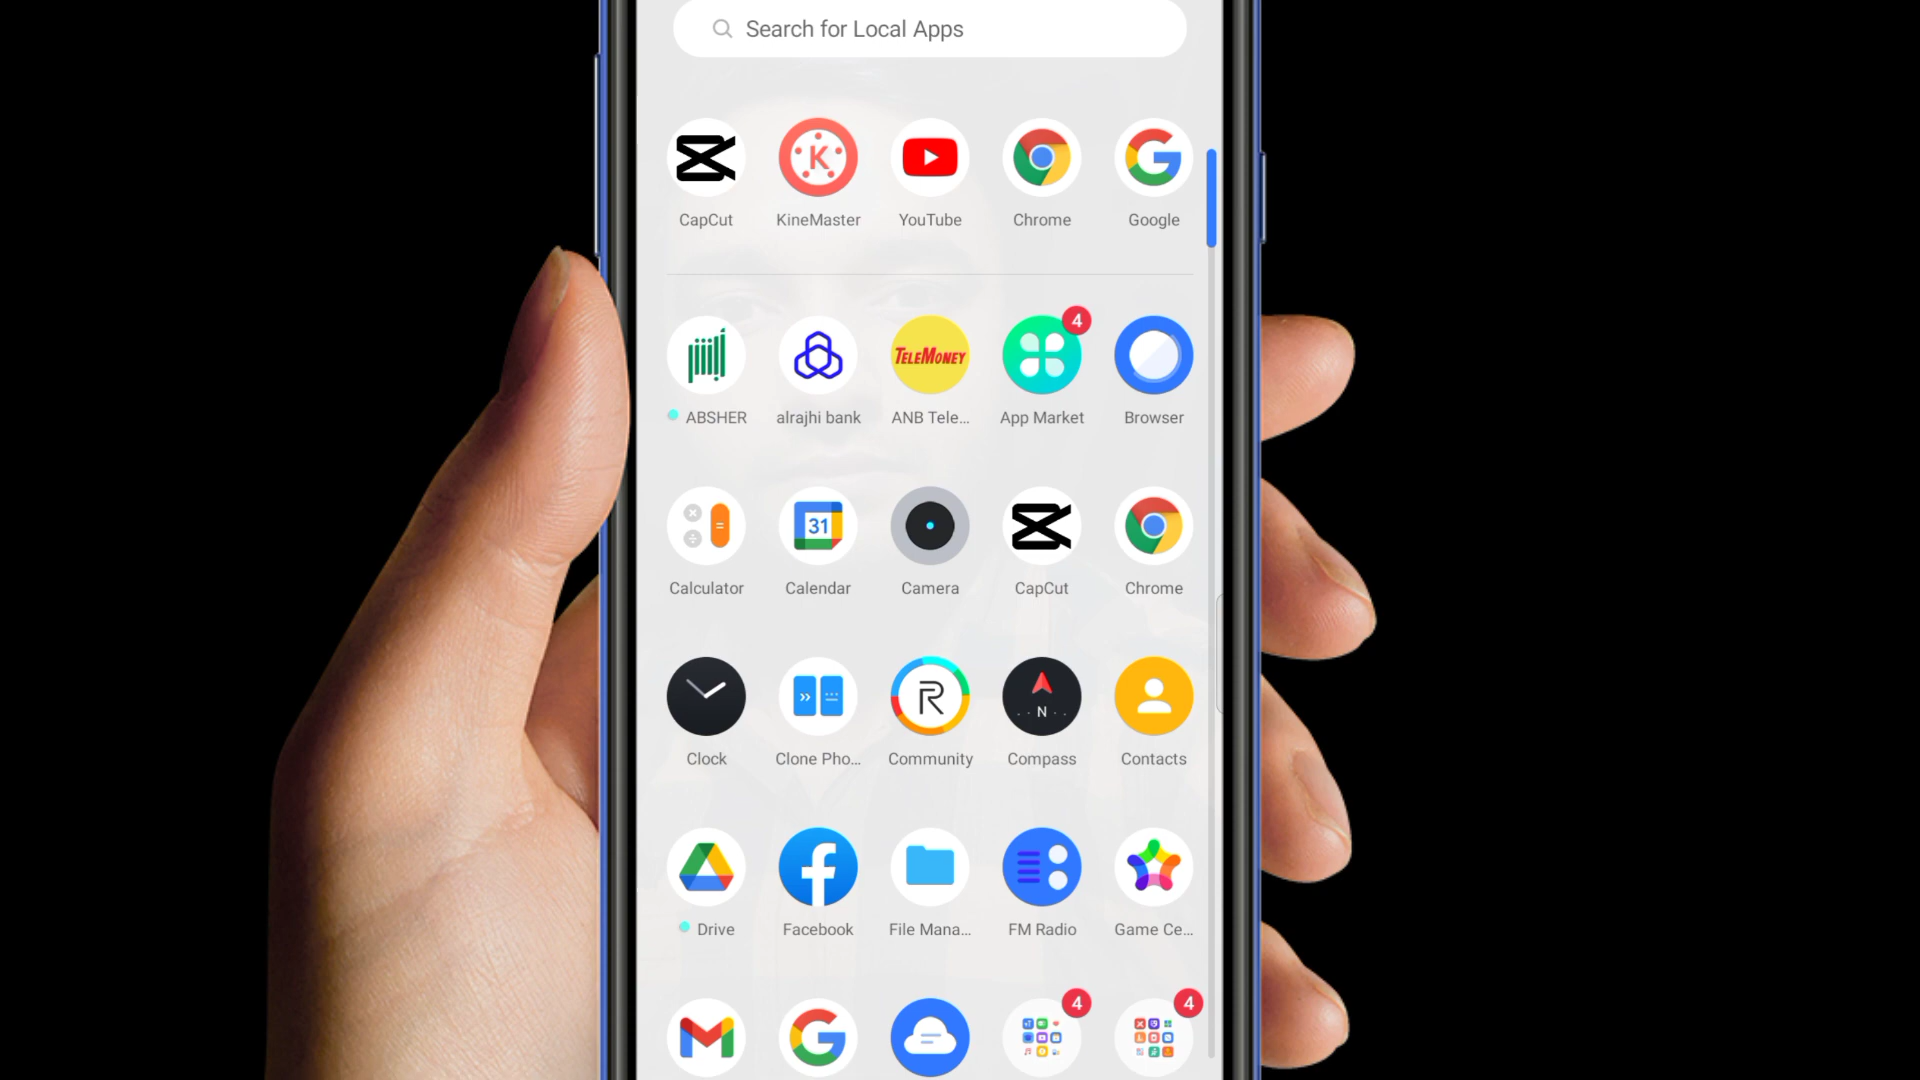 Search for Local Apps
K
CapCut KineMaster YouTube Chrome Google
4
أبشر TELEMONEY
ABSHER alrajhi bank ANB Tele... App Market Browser
31
Calculator Calendar Camera CapCut Chrome
R N
Clock Clone Pho... Community Compass Contacts
Drive Facebook File Mana... FM Radio Game Ce...
4 4